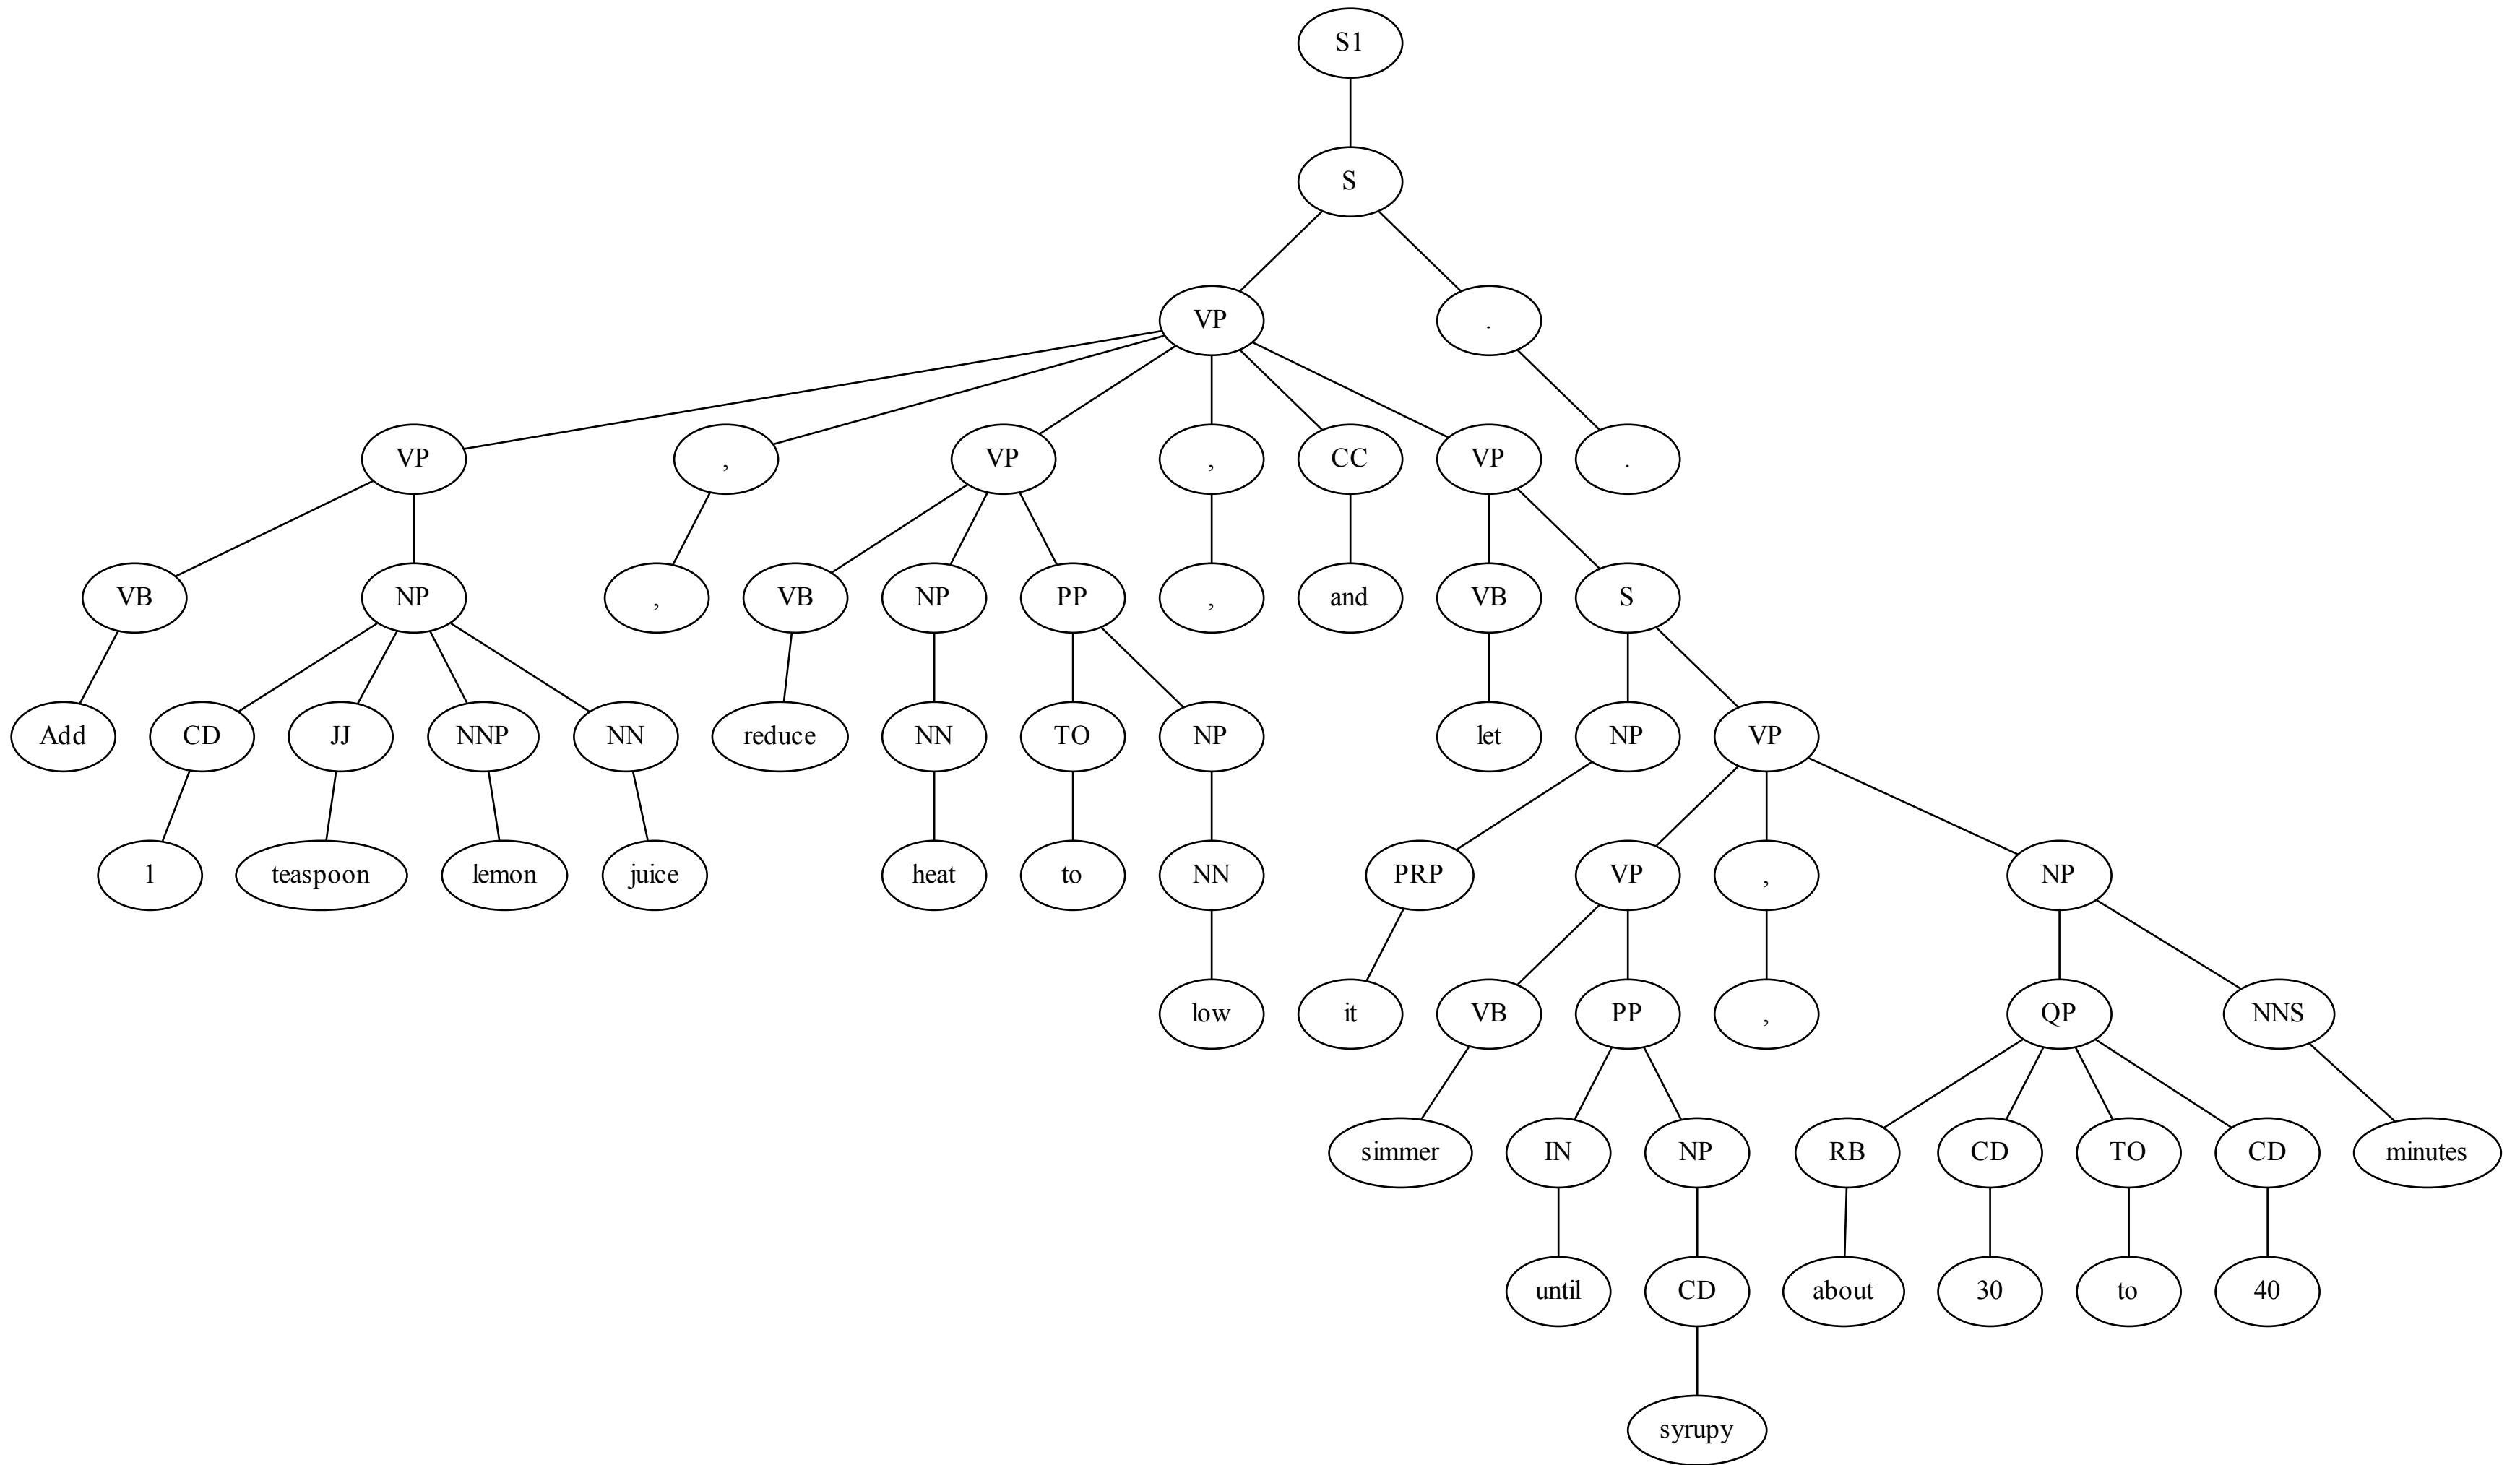 S1
S
VP .
VP , VP , CC VP .
VB NP , VB NP PP , and VB S
Add CD JJ NNP NN reduce NN TO NP let NP VP
1 teaspoon lemon juice heat to NN PRP VP , NP
low it VB PP , QP NNS
simmer IN NP RB CD TO CD minutes
until CD about 30 to 40
syrupy